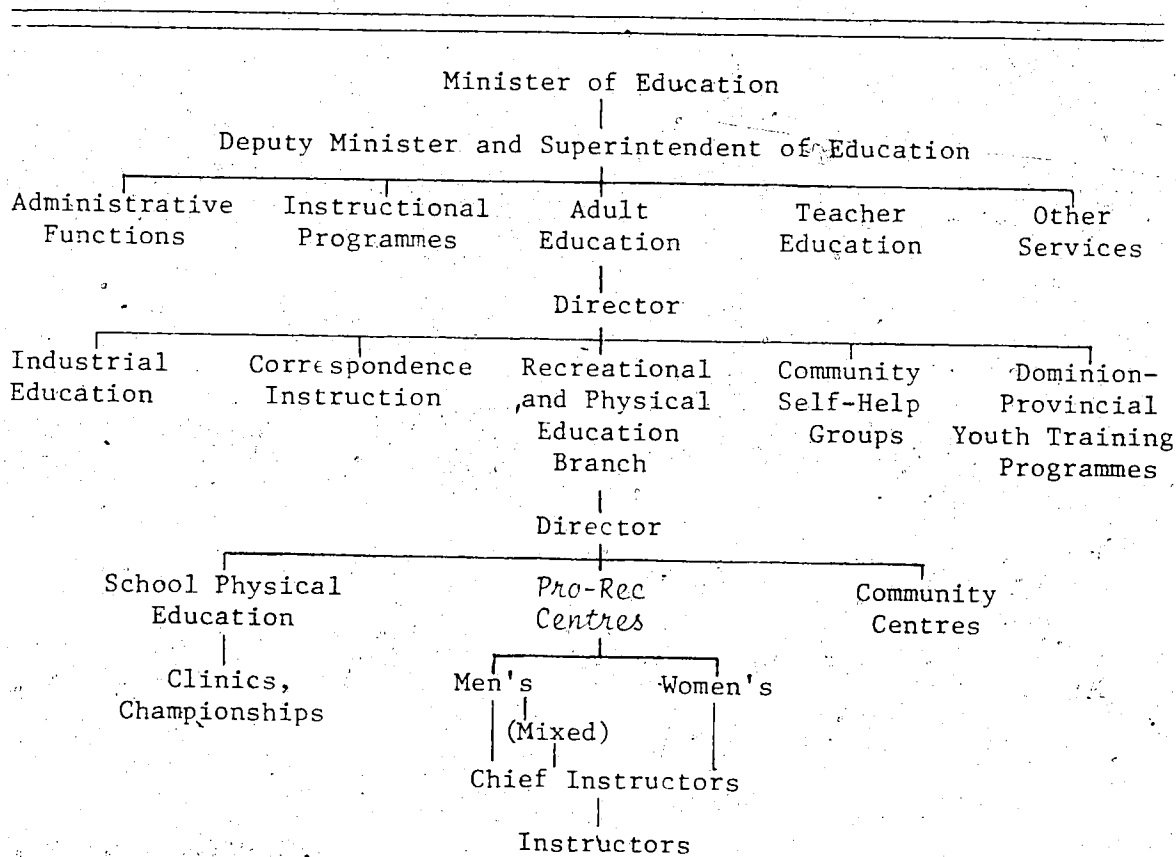 Minister of Education
Deputy Minister and Superintendent of Education
Administrative Functions
Instructional Programmes
Adult Education
Teacher Education
Other Services
Director
Industrial Education
Correspondence Instruction
Recreational and Physical Education Branch
Community Self-Help Groups
Dominion-Provincial Youth Training Programmes
Director
School Physical Education
Pro-Rec Centres
Community Centres
Clinics, Championships
Men's
Women's
(Mixed)
Chief Instructors
Instructors